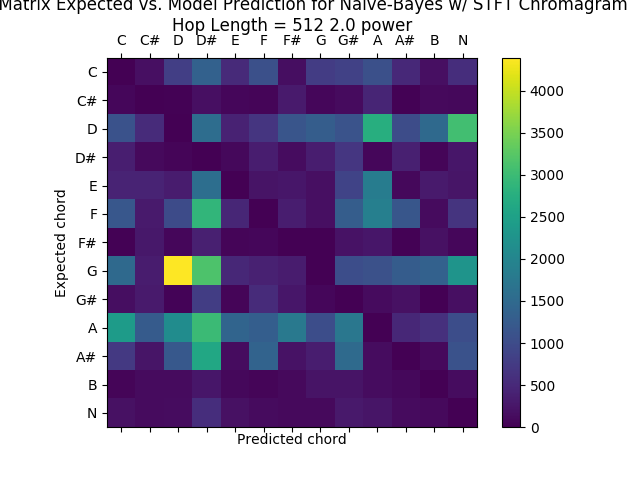 Matrix Expected vs. Model Prediction for Naive-Bayes w/ STFT Chromagram
Hop Length = 512 2.0 power
C C# D D# E F F# G G# A A# B N
C
C#
D
D#
E
F
F#
G
G#
A
A#
B
N
Expected chord
Predicted chord
4000
3500
3000
2500
2000
1500
1000
500
0